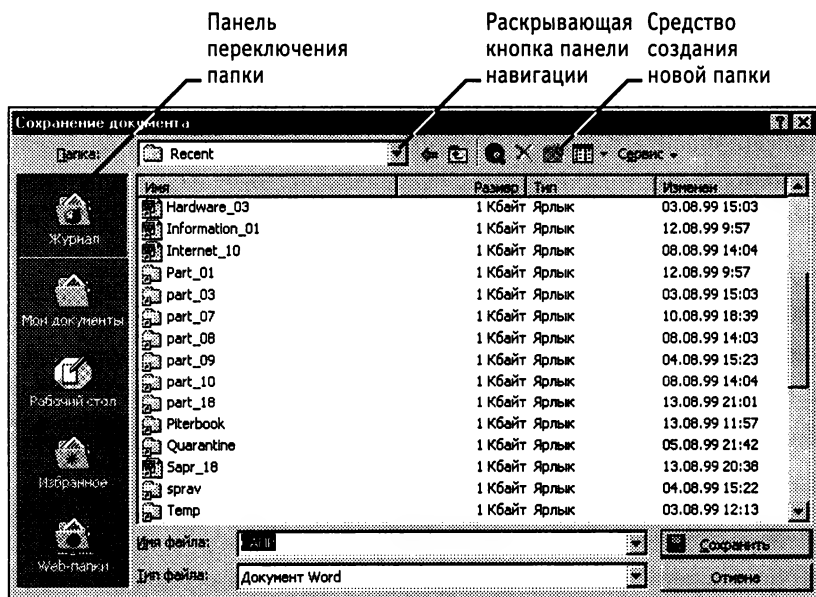 Панель переключения папки
Раскрывающая кнопка панели навигации
Средство создания новой папки
Сохранение документа
Папка: Recent Сервис
Имя Размер Тип Изменен
Hardware_03 1 Кбайт Ярлык 03.08.99 15:03
Information_01 1 Кбайт Ярлык 12.08.99 9:57
Internet_10 1 Кбайт Ярлык 08.08.99 14:04
Part_01 1 Кбайт Ярлык 12.08.99 9:57
part_03 1 Кбайт Ярлык 03.08.99 15:03
part_07 1 Кбайт Ярлык 10.08.99 18:39
part_08 1 Кбайт Ярлык 08.08.99 14:03
part_09 1 Кбайт Ярлык 04.08.99 15:23
part_10 1 Кбайт Ярлык 08.08.99 14:04
part_18 1 Кбайт Ярлык 13.08.99 21:01
Piterbook 1 Кбайт Ярлык 13.08.99 11:57
Quarantine 1 Кбайт Ярлык 05.08.99 21:42
Sapr_18 1 Кбайт Ярлык 13.08.99 20:38
sprav 1 Кбайт Ярлык 04.08.99 15:22
Temp 1 Кбайт Ярлык 03.08.99 12:13
Журнал
Мои документы
Рабочий стол
Избранное
Web-папки
Имя файла:
Сохранить
Тип файла: Документ Word
Отмена